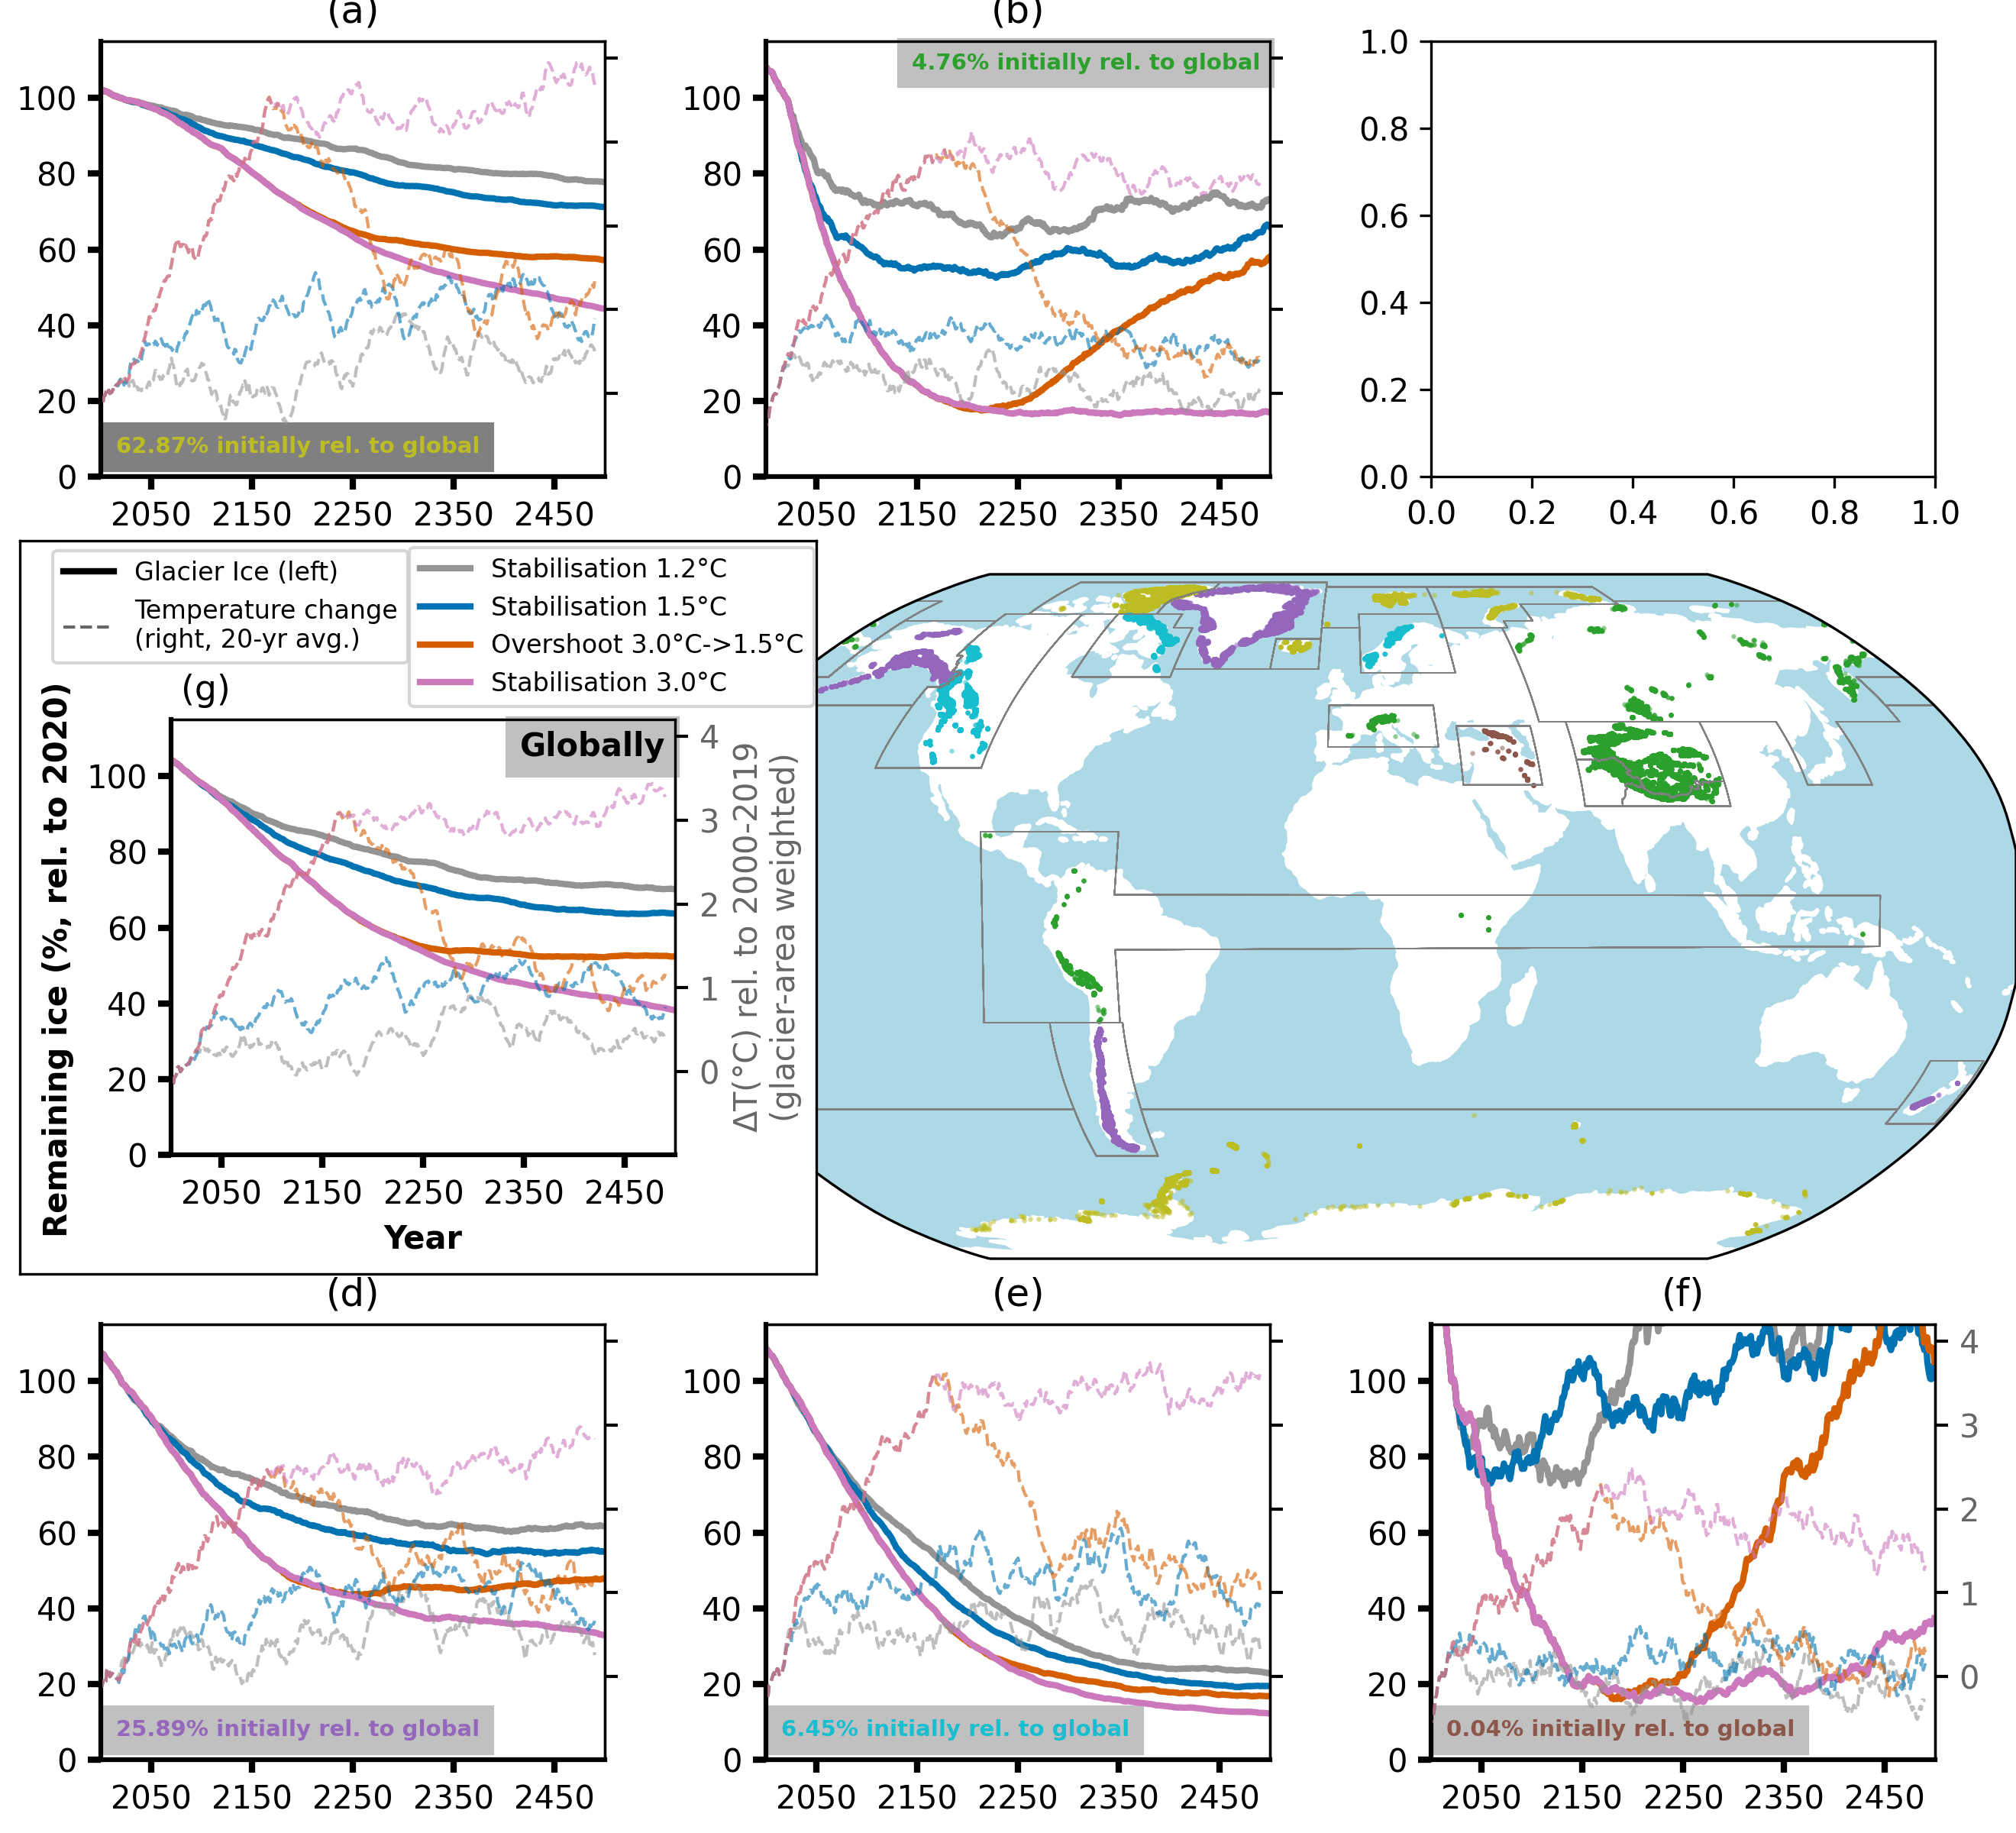 (a)
(b)
100
80
60
40
20
0
2050 2150 2250 2350 2450
62.87% initially rel. to global
100
80
60
40
20
0
2050 2150 2250 2350 2450
4.76% initially rel. to global
1.0
0.8
0.6
0.4
0.2
0.0
0.0 0.2 0.4 0.6 0.8 1.0
Glacier Ice (left)
Temperature change
(right, 20-yr avg.)
Stabilisation 1.2°C
Stabilisation 1.5°C
Overshoot 3.0°C->1.5°C
Stabilisation 3.0°C
(g)
Globally
Remaining ice (%, rel. to 2020)
100
80
60
40
20
0
2050 2150 2250 2350 2450
Year
4
3
2
1
0
ΔT(°C) rel. to 2000-2019
(glacier-area weighted)
(d)
(e)
(f)
100
80
60
40
20
0
2050 2150 2250 2350 2450
25.89% initially rel. to global
100
80
60
40
20
0
2050 2150 2250 2350 2450
6.45% initially rel. to global
100
80
60
40
20
0
2050 2150 2250 2350 2450
0.04% initially rel. to global
4
3
2
1
0